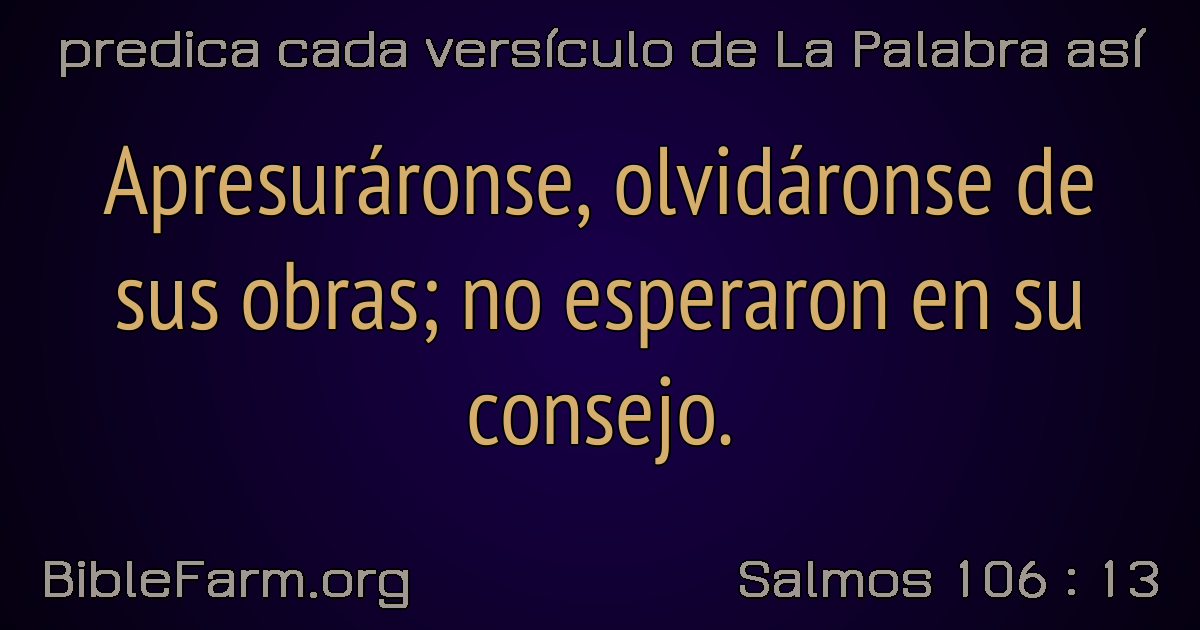 predica cada versículo de La Palabra así
Apresuráronse, olvidáronse de
sus obras; no esperaron en su
consejo.
BibleFarm.org
Salmos 106 : 13